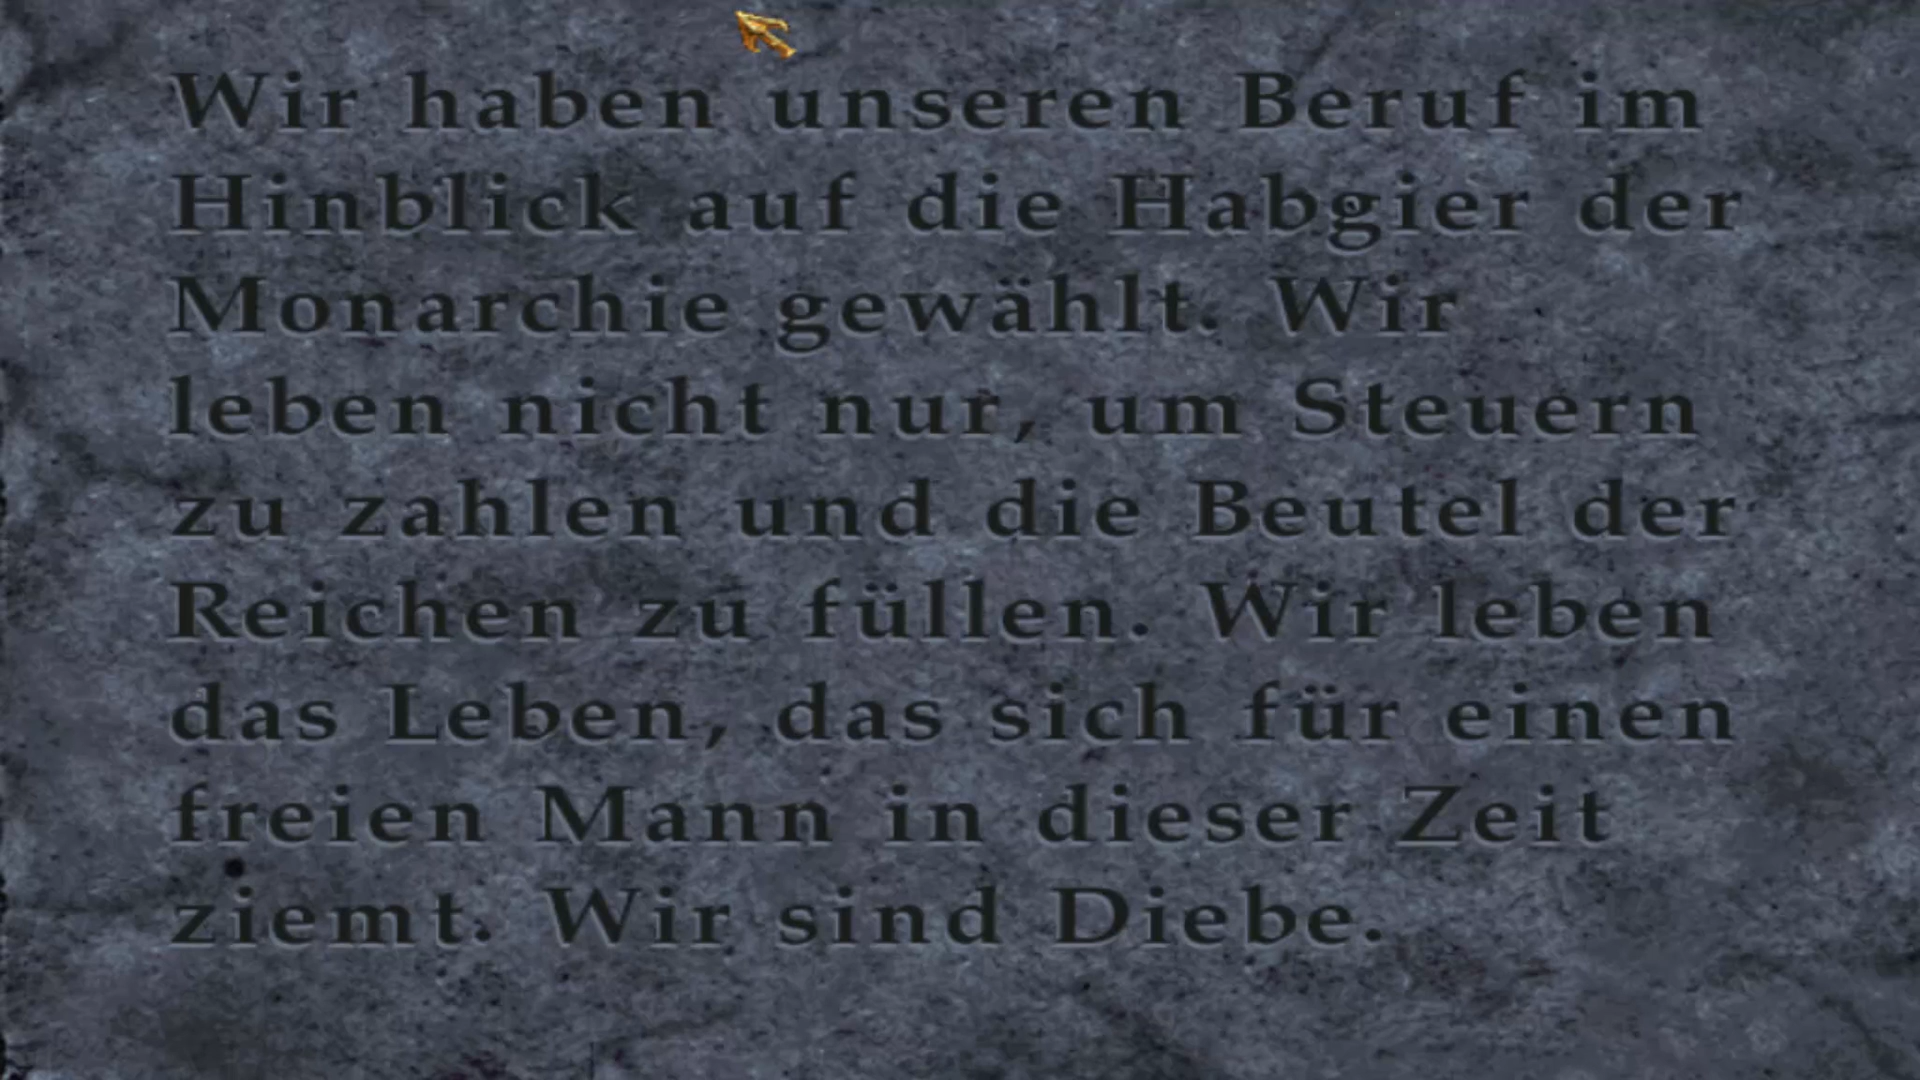 Wir haben unseren Beruf im
Hinblick auf die Habgier der
Monarchie gewählt. Wir
leben nicht nur, um Steuern
zu zahlen und die Beutel der
Reichen zu füllen. Wir leben
das Leben, das sich für einen
freien Mann in dieser Zeit
ziemt. Wir sind Diebe.